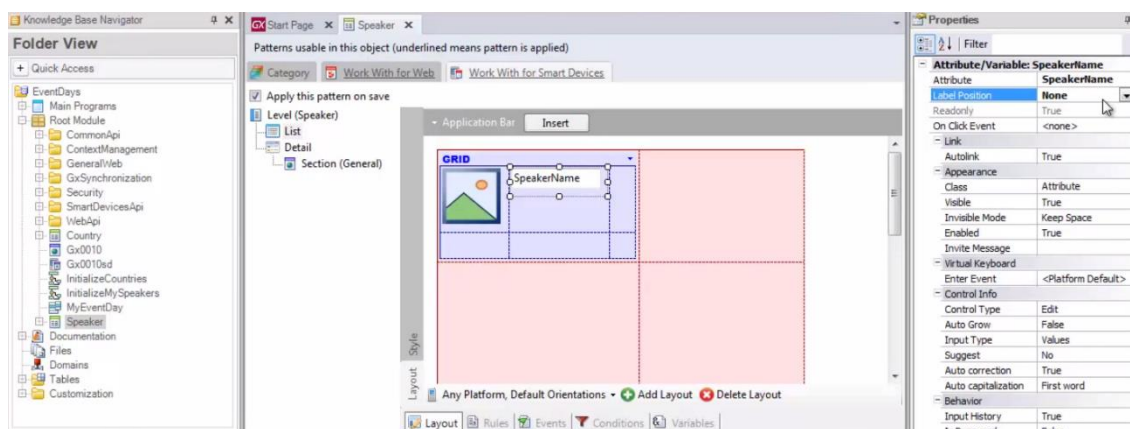 Knowledge Base Navigator
Folder View
+ Quick Access
EventDays
Main Programs
Root Module
CommonApi
ContextManagement
GeneralWeb
GxSynchronization
Security
SmartDevicesApi
WebApi
Country
Gx0010
Gx0010sd
InitializeCountries
InitializeMySpeakers
MyEventDay
Speaker
Documentation
Files
Domains
Tables
Customization
GX Start Page
Speaker
Patterns usable in this object (underlined means pattern is applied)
Category
Work With for Web
Work With for Smart Devices
Apply this pattern on save
Level (Speaker)
List
Detail
Section (General)
Application Bar
Insert
GRID
SpeakerName
Style
Layout
Any Platform, Default Orientations
Add Layout
Delete Layout
Layout
Rules
Events
Conditions
Variables
Properties
Filter
Attribute/Variable: SpeakerName
Attribute SpeakerName
Label Position None
Readonly True
On Click Event <none>
Link
Autolink True
Appearance
Class Attribute
Visible True
Invisible Mode Keep Space
Enabled True
Invite Message
Virtual Keyboard
Enter Event <Platform Default>
Control Info
Control Type Edit
Auto Grow False
Input Type Values
Suggest No
Auto correction True
Auto capitalization First word
Behavior
Input History True